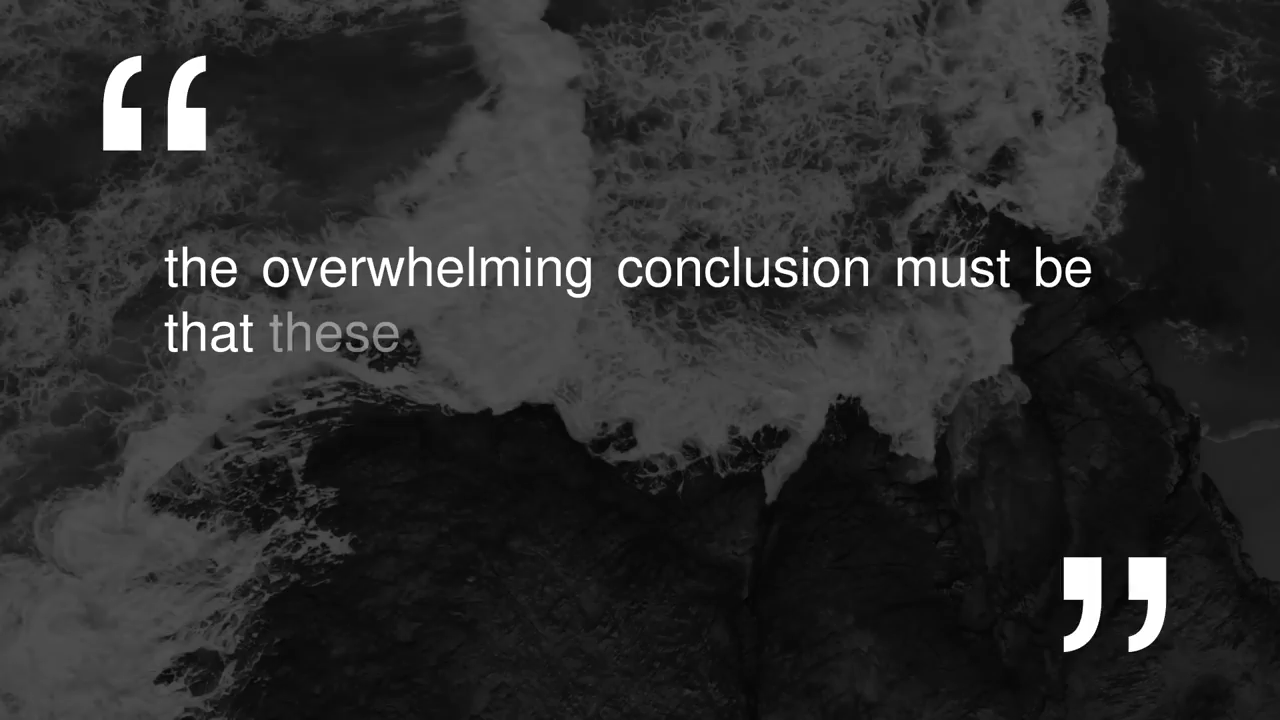 “
the overwhelming conclusion must be
that these
”